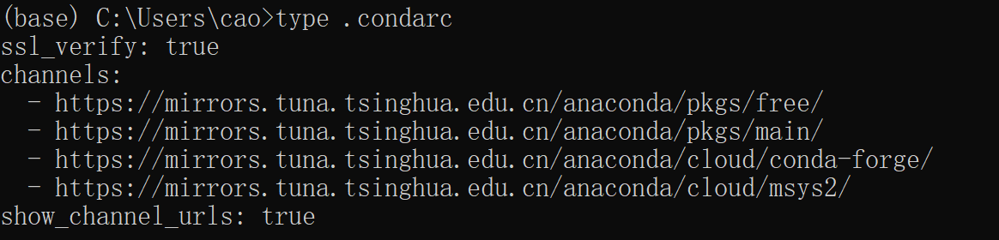 (base) C:\Users\cao>type .condarc
ssl_verify: true
channels:
  - https://mirrors.tuna.tsinghua.edu.cn/anaconda/pkgs/free/
  - https://mirrors.tuna.tsinghua.edu.cn/anaconda/pkgs/main/
  - https://mirrors.tuna.tsinghua.edu.cn/anaconda/cloud/conda-forge/
  - https://mirrors.tuna.tsinghua.edu.cn/anaconda/cloud/msys2/
show_channel_urls: true